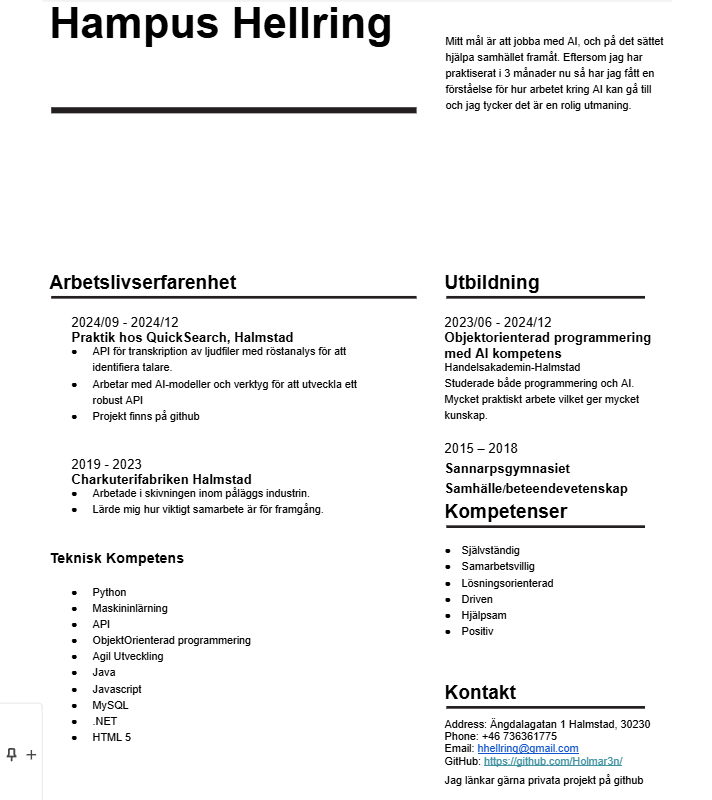 Hampus Hellring
Mitt mål är att jobba med AI, och på det sättet
hjälpa samhället framåt. Eftersom jag har
praktiserat i 3 månader nu så har jag fått en
förståelse för hur arbetet kring AI kan gå till
och jag tycker det är en rolig utmaning.
Arbetslivserfarenhet
2024/09 - 2024/12
Praktik hos QuickSearch, Halmstad
• API för transkription av ljudfiler med röstanalys för att
identifiera talare.
• Arbetar med AI-modeller och verktyg för att utveckla ett
robust API
• Projekt finns på github
2019 - 2023
Charkuterifabriken Halmstad
• Arbetade i skivningen inom påläggs industrin.
• Lärde mig hur viktigt samarbete är för framgång.
Teknisk Kompetens
• Python
• Maskininlärning
• API
• ObjektOrienterad programmering
• Agil Utveckling
• Java
• Javascript
• MySQL
• .NET
• HTML 5
Utbildning
2023/06 - 2024/12
Objektorienterad programmering
med AI kompetens
Handelsakademin-Halmstad
Studerade både programmering och AI.
Mycket praktiskt arbete vilket ger mycket
kunskap.
2015 – 2018
Sannarpsgymnasiet
Samhälle/beteendevetenskap
Kompetenser
• Självständig
• Samarbetsvillig
• Lösningsorienterad
• Driven
• Hjälpsam
• Positiv
Kontakt
Address: Ängdalagatan 1 Halmstad, 30230
Phone: +46 736361775
Email: hhellring@gmail.com
GitHub: https://github.com/Holmar3n/
Jag länkar gärna privata projekt på github